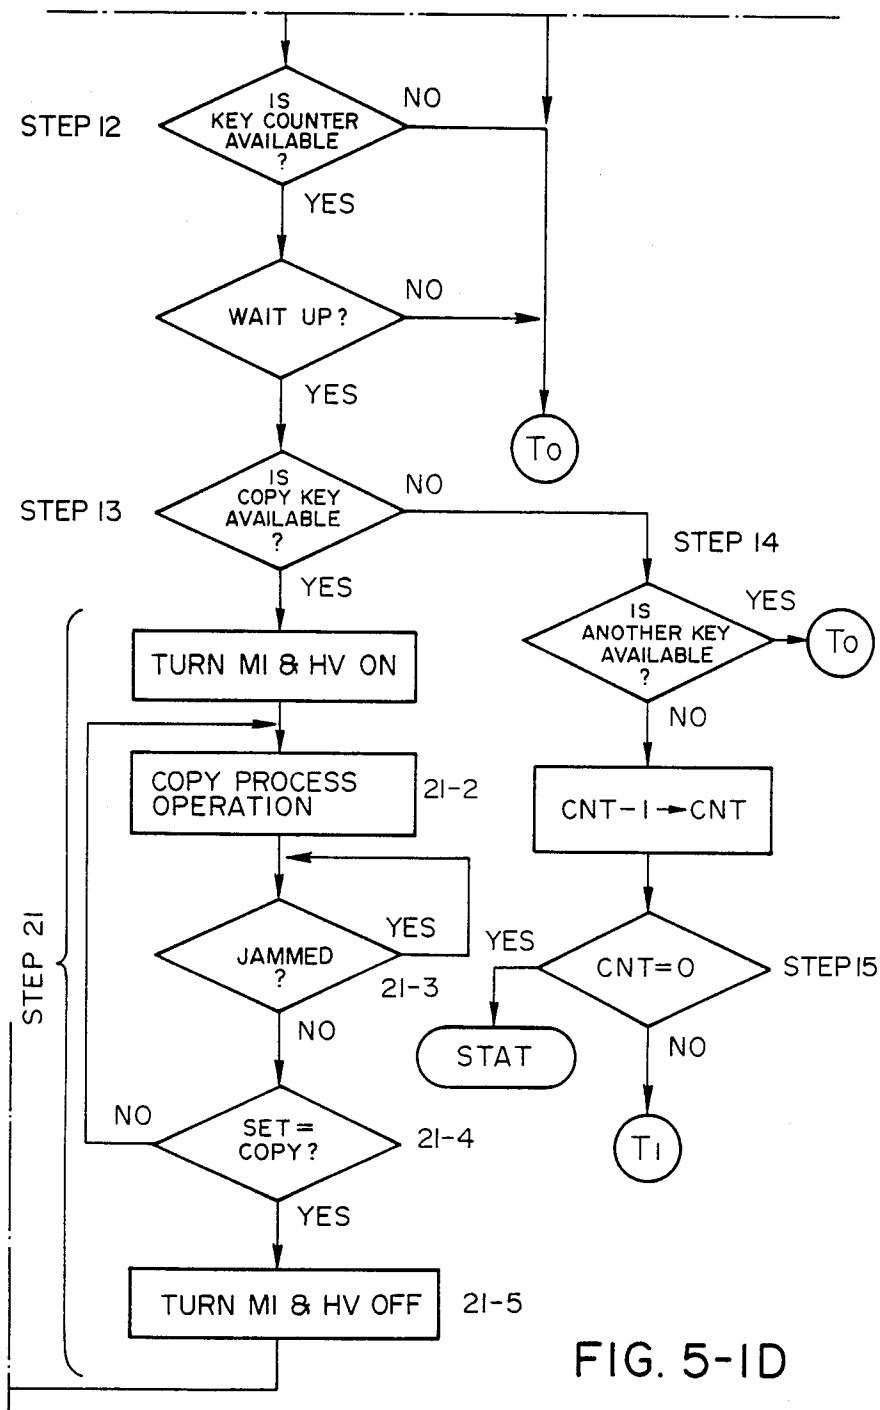 IS
KEY COUNTER
AVAILABLE
?
NO
STEP 12
YES
WAIT UP?
NO
YES
To
IS
COPY KEY
AVAILABLE
?
NO
STEP 13
YES
STEP 14
IS
ANOTHER KEY
AVAILABLE
?
YES
To
NO
TURN M1 & HV ON
COPY PROCESS
OPERATION
21-2
CNT-1→CNT
STEP 21
JAMMED
?
YES
21-3
NO
YES
CNT=0
STEP 15
STAT
NO
T1
NO
SET=
COPY?
21-4
YES
TURN M1 & HV OFF
21-5
FIG. 5-1D